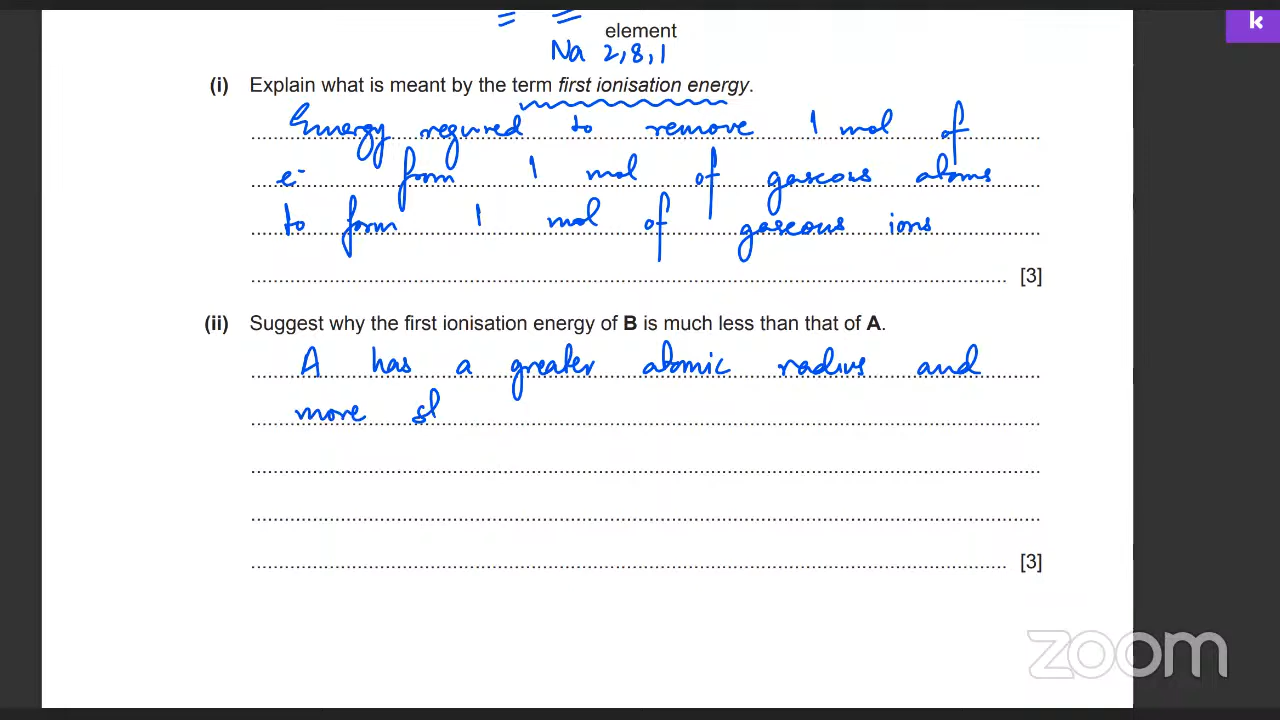 k
element
Na 2,8,1
(i) Explain what is meant by the term first ionisation energy.
Energy required to remove 1 mol of
e- from 1 mol of gaseous atoms
to form 1 mol of gaseous ions
[3]
(ii) Suggest why the first ionisation energy of B is much less than that of A.
A has a greater atomic radius and
more sh
[3]
zoom